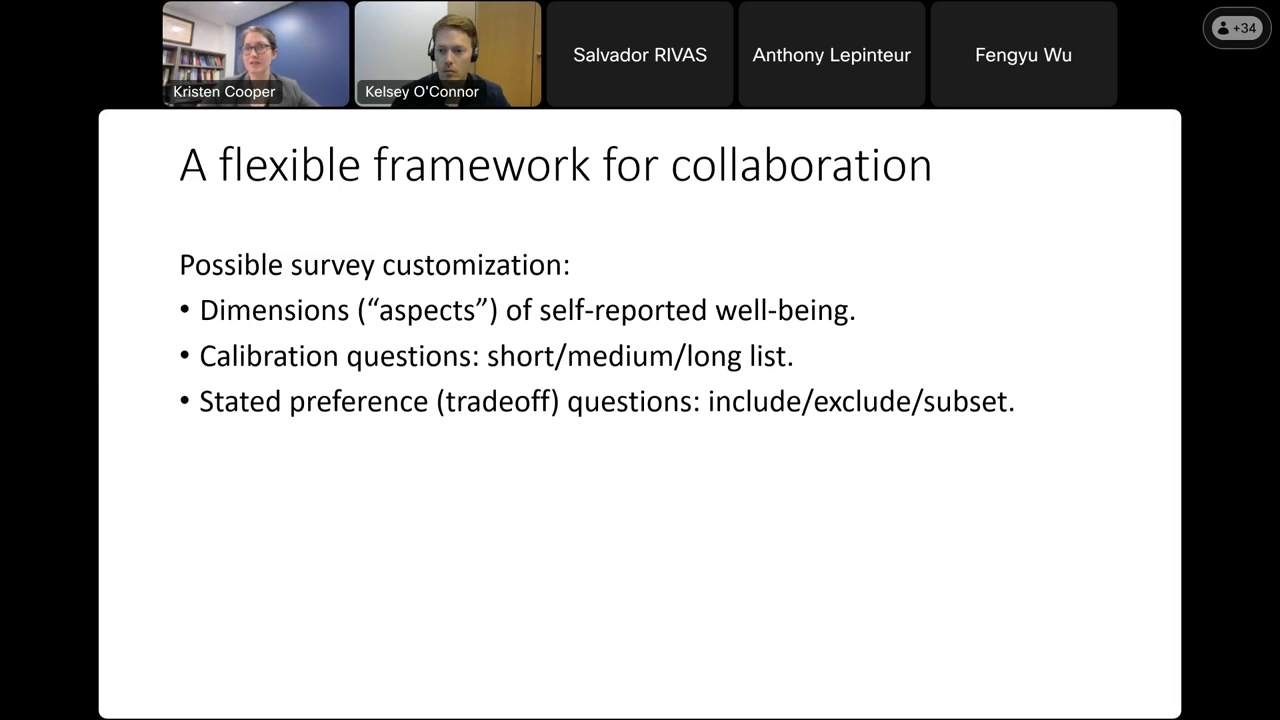 Kristen Cooper
Kelsey O'Connor
Salvador RIVAS
Anthony Lepinteur
Fengyu Wu
+34
A flexible framework for collaboration
Possible survey customization:
• Dimensions (“aspects”) of self-reported well-being.
• Calibration questions: short/medium/long list.
• Stated preference (tradeoff) questions: include/exclude/subset.